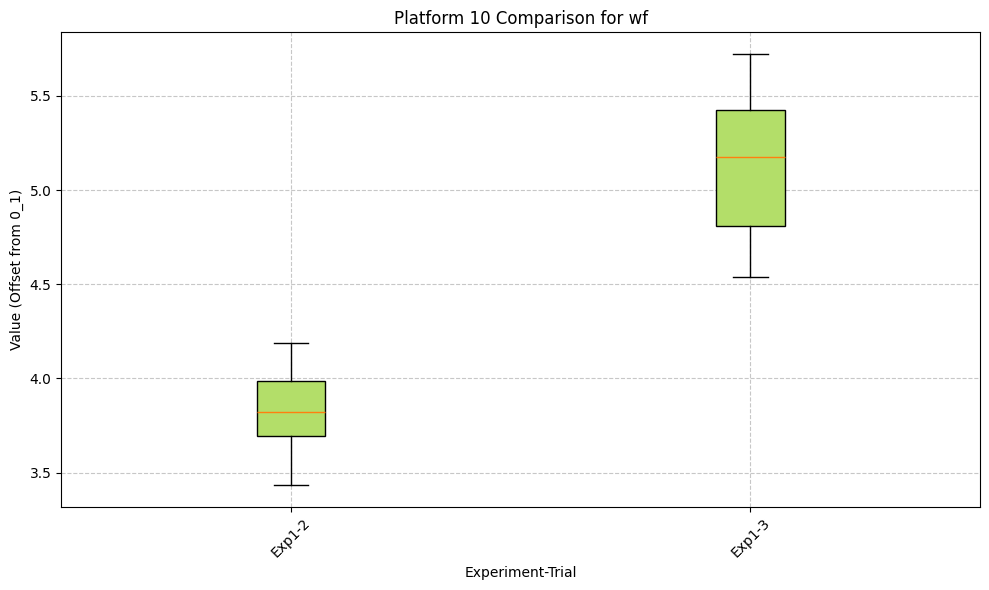 Platform 10 Comparison for wf
Value (Offset from 0_1)
5.5
5.0
4.5
4.0
3.5
Exp1-2
Exp1-3
Experiment-Trial